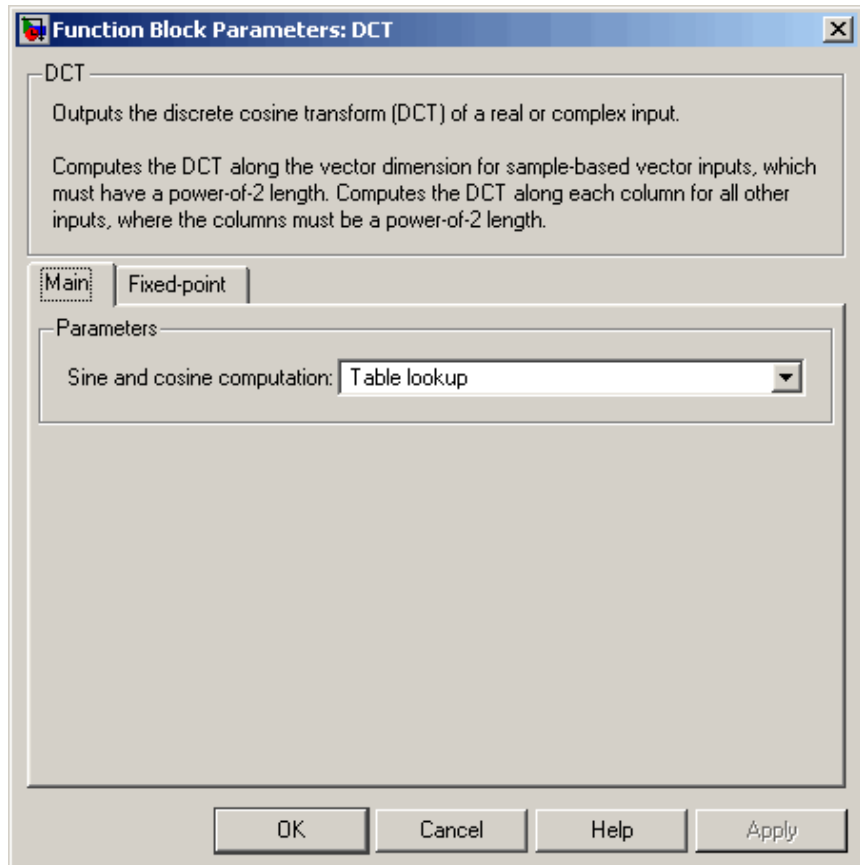 Function Block Parameters: DCT
DCT
Outputs the discrete cosine transform (DCT) of a real or complex input.
Computes the DCT along the vector dimension for sample-based vector inputs, which
must have a power-of-2 length. Computes the DCT along each column for all other
inputs, where the columns must be a power-of-2 length.
Main Fixed-point
Parameters
Sine and cosine computation: Table lookup
OK Cancel Help Apply